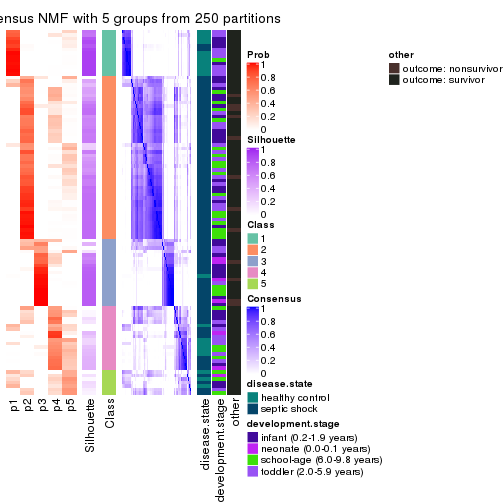 ensus NMF with 5 groups from 250 partitions
Prob
1
0.8
0.6
0.4
0.2
0
Silhouette
1
0.8
0.6
0.4
0.2
0
Class
1
2
3
4
5
Consensus
1
0.8
0.6
0.4
0.2
0
disease.state
healthy control
septic shock
development.stage
infant (0.2-1.9 years)
neonate (0.0-0.1 years)
school-age (6.0-9.8 years)
toddler (2.0-5.9 years)
other
outcome: nonsurvivor
outcome: survivor
p1
p2
p3
p4
p5
Silhouette
Class
disease.state
development.stage
other